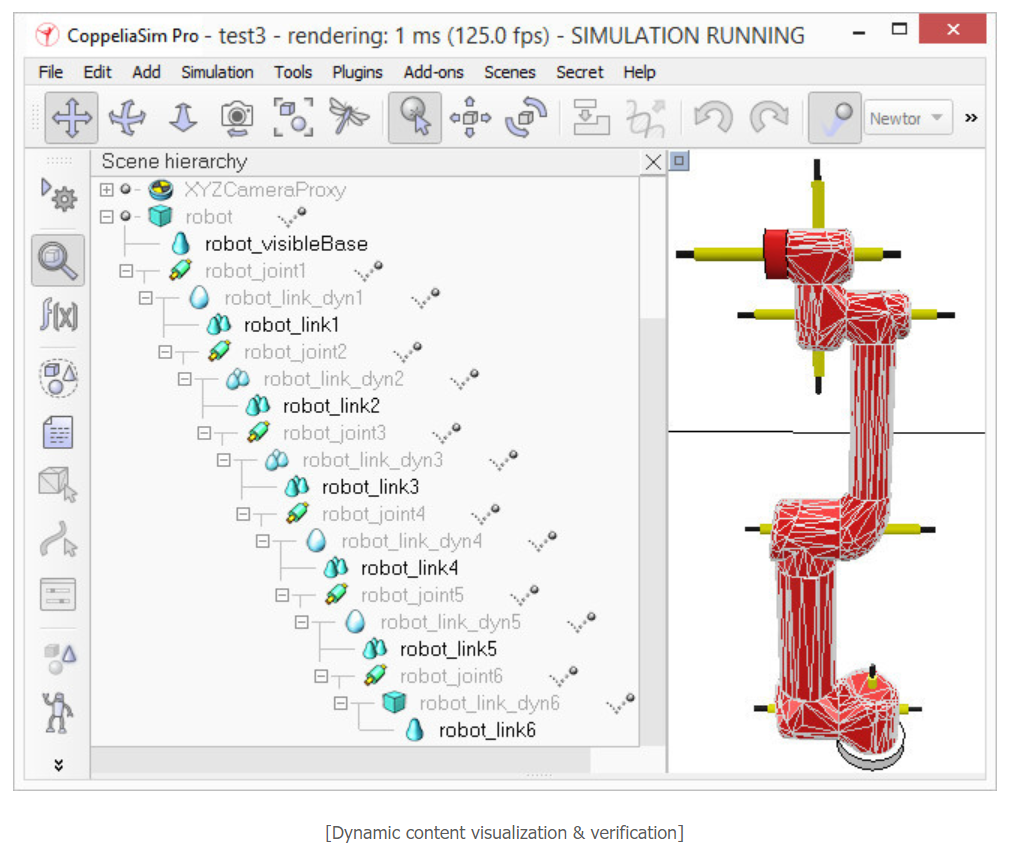 CoppeliaSim Pro - test3 - rendering: 1 ms (125.0 fps) - SIMULATION RUNNING
File Edit Add Simulation Tools Plugins Add-ons Scenes Secret Help
Newtor
Scene hierarchy
XYZCameraProxy
robot
robot_visibleBase
robot_joint1
robot_link_dyn1
robot_link1
robot_joint2
robot_link_dyn2
robot_link2
robot_joint3
robot_link_dyn3
robot_link3
robot_joint4
robot_link_dyn4
robot_link4
robot_joint5
robot_link_dyn5
robot_link5
robot_joint6
robot_link_dyn6
robot_link6
f(x)
[Dynamic content visualization & verification]